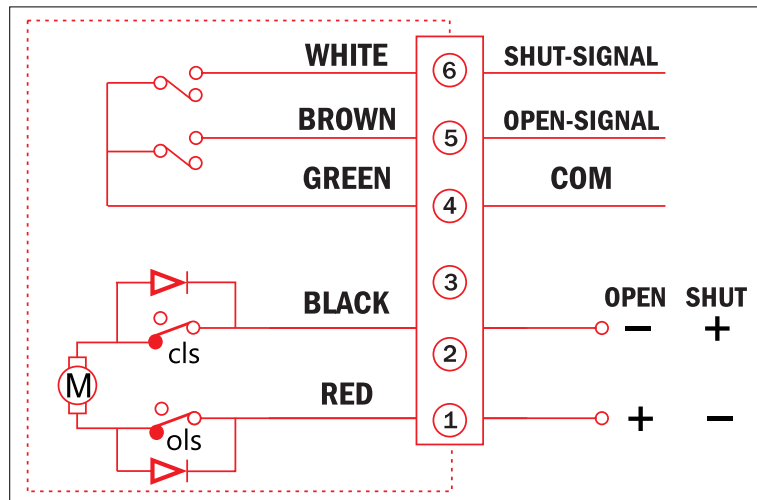 WHITE 6 SHUT-SIGNAL
BROWN 5 OPEN-SIGNAL
GREEN 4 COM
3
OPEN SHUT
BLACK − +
cls
2
M
RED 1 + −
ols